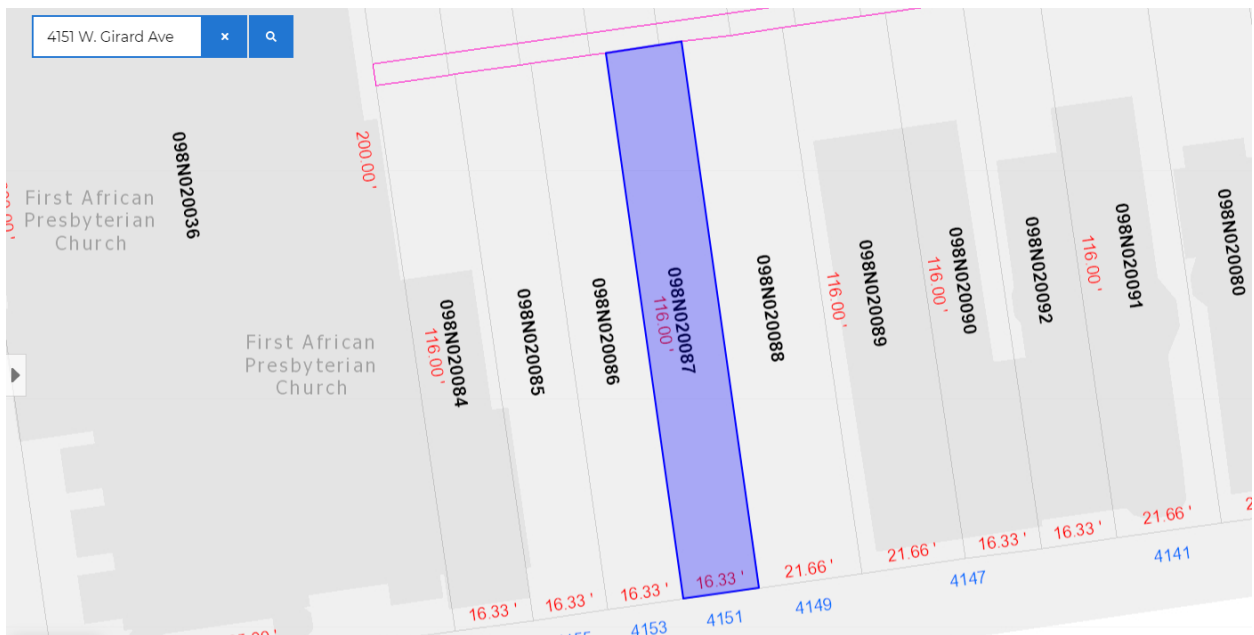 4151 W. Girard Ave
200.00 '
098N020036
First African
Presbyterian
Church
First African
Presbyterian
Church
098N020084
116.00 '
098N020085
098N020086
098N020087
116.00 '
098N020088
116.00 '
098N020089
116.00 '
098N020090
098N020092
116.00 '
098N020091
098N020080
16.33 '
16.33 '
16.33 '
16.33 '
21.66 '
21.66 '
16.33 '
16.33 '
21.66 '
4153
4151
4149
4147
4141